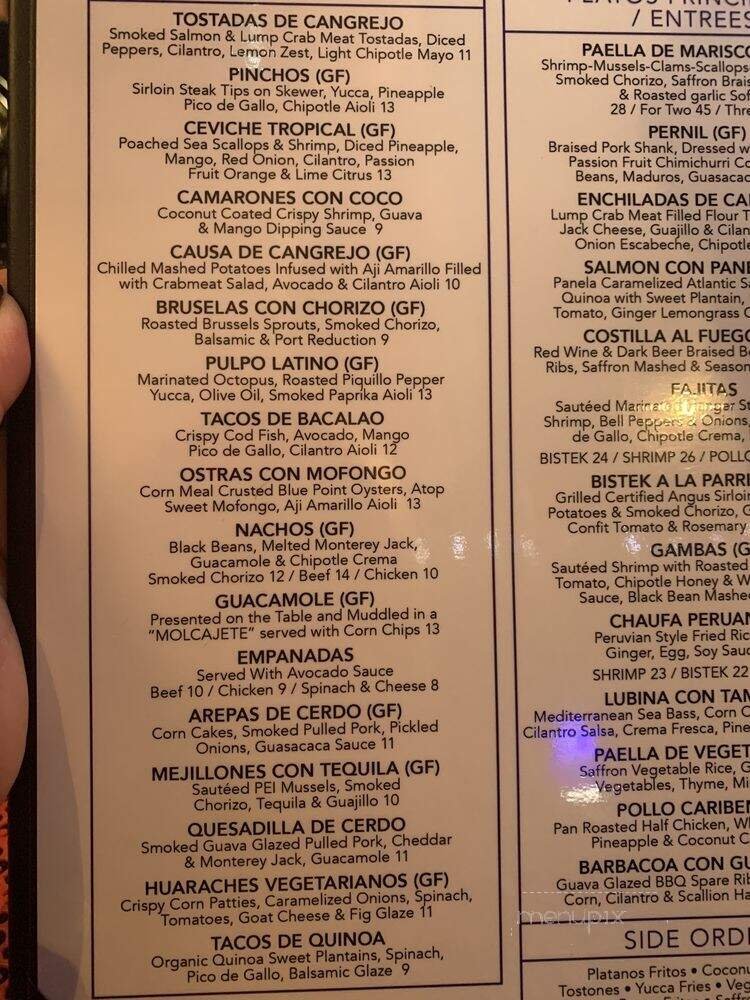 TOSTADAS DE CANGREJO
Smoked Salmon & Lump Crab Meat Tostadas, Diced
Peppers, Cilantro, Lemon Zest, Light Chipotle Mayo 11
PINCHOS (GF)
Sirloin Steak Tips on Skewer, Yucca, Pineapple
Pico de Gallo, Chipotle Aioli 13
CEVICHE TROPICAL (GF)
Poached Sea Scallops & Shrimp, Diced Pineapple,
Mango, Red Onion, Cilantro, Passion
Fruit Orange & Lime Citrus 13
CAMARONES CON COCO
Coconut Coated Crispy Shrimp, Guava
& Mango Dipping Sauce 9
CAUSA DE CANGREJO (GF)
Chilled Mashed Potatoes Infused with Aji Amarillo Filled
with Crabmeat Salad, Avocado & Cilantro Aioli 10
BRUSELAS CON CHORIZO (GF)
Roasted Brussels Sprouts, Smoked Chorizo,
Balsamic & Port Reduction 9
PULPO LATINO (GF)
Marinated Octopus, Roasted Piquillo Pepper
Yucca, Olive Oil, Smoked Paprika Aioli 13
TACOS DE BACALAO
Crispy Cod Fish, Avocado, Mango
Pico de Gallo, Cilantro Aioli 12
OSTRAS CON MOFONGO
Corn Meal Crusted Blue Point Oysters, Atop
Sweet Mofongo, Aji Amarillo Aioli 13
NACHOS (GF)
Black Beans, Melted Monterey Jack,
Guacamole & Chipotle Crema
Smoked Chorizo 12 / Beef 14 / Chicken 10
GUACAMOLE (GF)
Presented on the Table and Muddled in a
"MOLCAJETE" served with Corn Chips 13
EMPANADAS
Served With Avocado Sauce
Beef 10 / Chicken 9 / Spinach & Cheese 8
AREPAS DE CERDO (GF)
Corn Cakes, Smoked Pulled Pork, Pickled
Onions, Guasacaca Sauce 11
MEJILLONES CON TEQUILA (GF)
Sautéed PEI Mussels, Smoked
Chorizo, Tequila & Guajillo 10
QUESADILLA DE CERDO
Smoked Guava Glazed Pulled Pork, Cheddar
& Monterey Jack, Guacamole 11
HUARACHES VEGETARIANOS (GF)
Crispy Corn Patties, Caramelized Onions, Spinach,
Tomatoes, Goat Cheese & Fig Glaze 11
TACOS DE QUINOA
Organic Quinoa Sweet Plantains, Spinach,
Pico de Gallo, Balsamic Glaze 9
/ ENTREES
PAELLA DE MARISCO
Shrimp-Mussels-Clams-Scallops-
Smoked Chorizo, Saffron
& Roasted garlic
28 / For Two 45 /
PERNIL (GF)
Braised Pork Shank, Dressed
Passion Fruit Chimichurri
Beans, Maduros,
ENCHILADAS DE
Lump Crab Meat Filled Flour
Jack Cheese, Guajillo &
Onion Escabeche,
SALMON CON
Panela Caramelized Atlantic
Quinoa with Sweet Plantain,
Tomato, Ginger Lemongrass
COSTILLA AL
Red Wine & Dark Beer Braised
Ribs, Saffron Mashed &
FAJITAS
Sautéed
Shrimp, Bell Peppers & Onions,
de Gallo, Chipotle Crema,
BISTEK 24 / SHRIMP 26 /
BISTEK A LA
Grilled Certified Angus
Potatoes & Smoked Chorizo,
Confit Tomato & Rosemary
GAMBAS
Sautéed Shrimp with Roasted
Tomato, Chipotle Honey &
Sauce, Black Bean
CHAUFA
Peruvian Style Fried
Ginger, Egg, Soy
SHRIMP 23 / BISTEK 22
LUBINA CON
Mediterranean Sea Bass, Corn
Cilantro Salsa, Crema Fresca,
PAELLA DE
Saffron Vegetable Rice,
Vegetables, Thyme,
POLLO
Pan Roasted Half Chicken,
Pineapple & Coconut
BARBACOA CON
Guava Glazed BBQ Spare
Corn, Cilantro & Scallion
menupix
SIDE
Platanos Fritos •
Tostones • Yucca Fries •